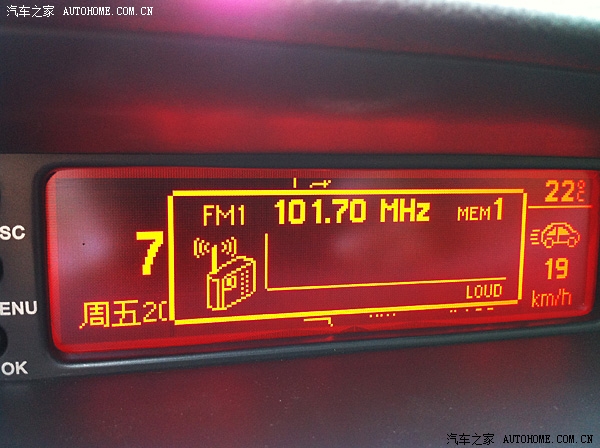 汽车之家 AUTOHOME.COM.CN
SC
ENU
OK
FM1 101.70 MHz MEM1
LOUD
7
周五20
22°C
19
km/h
汽车之家 AUTOHOME.COM.CN